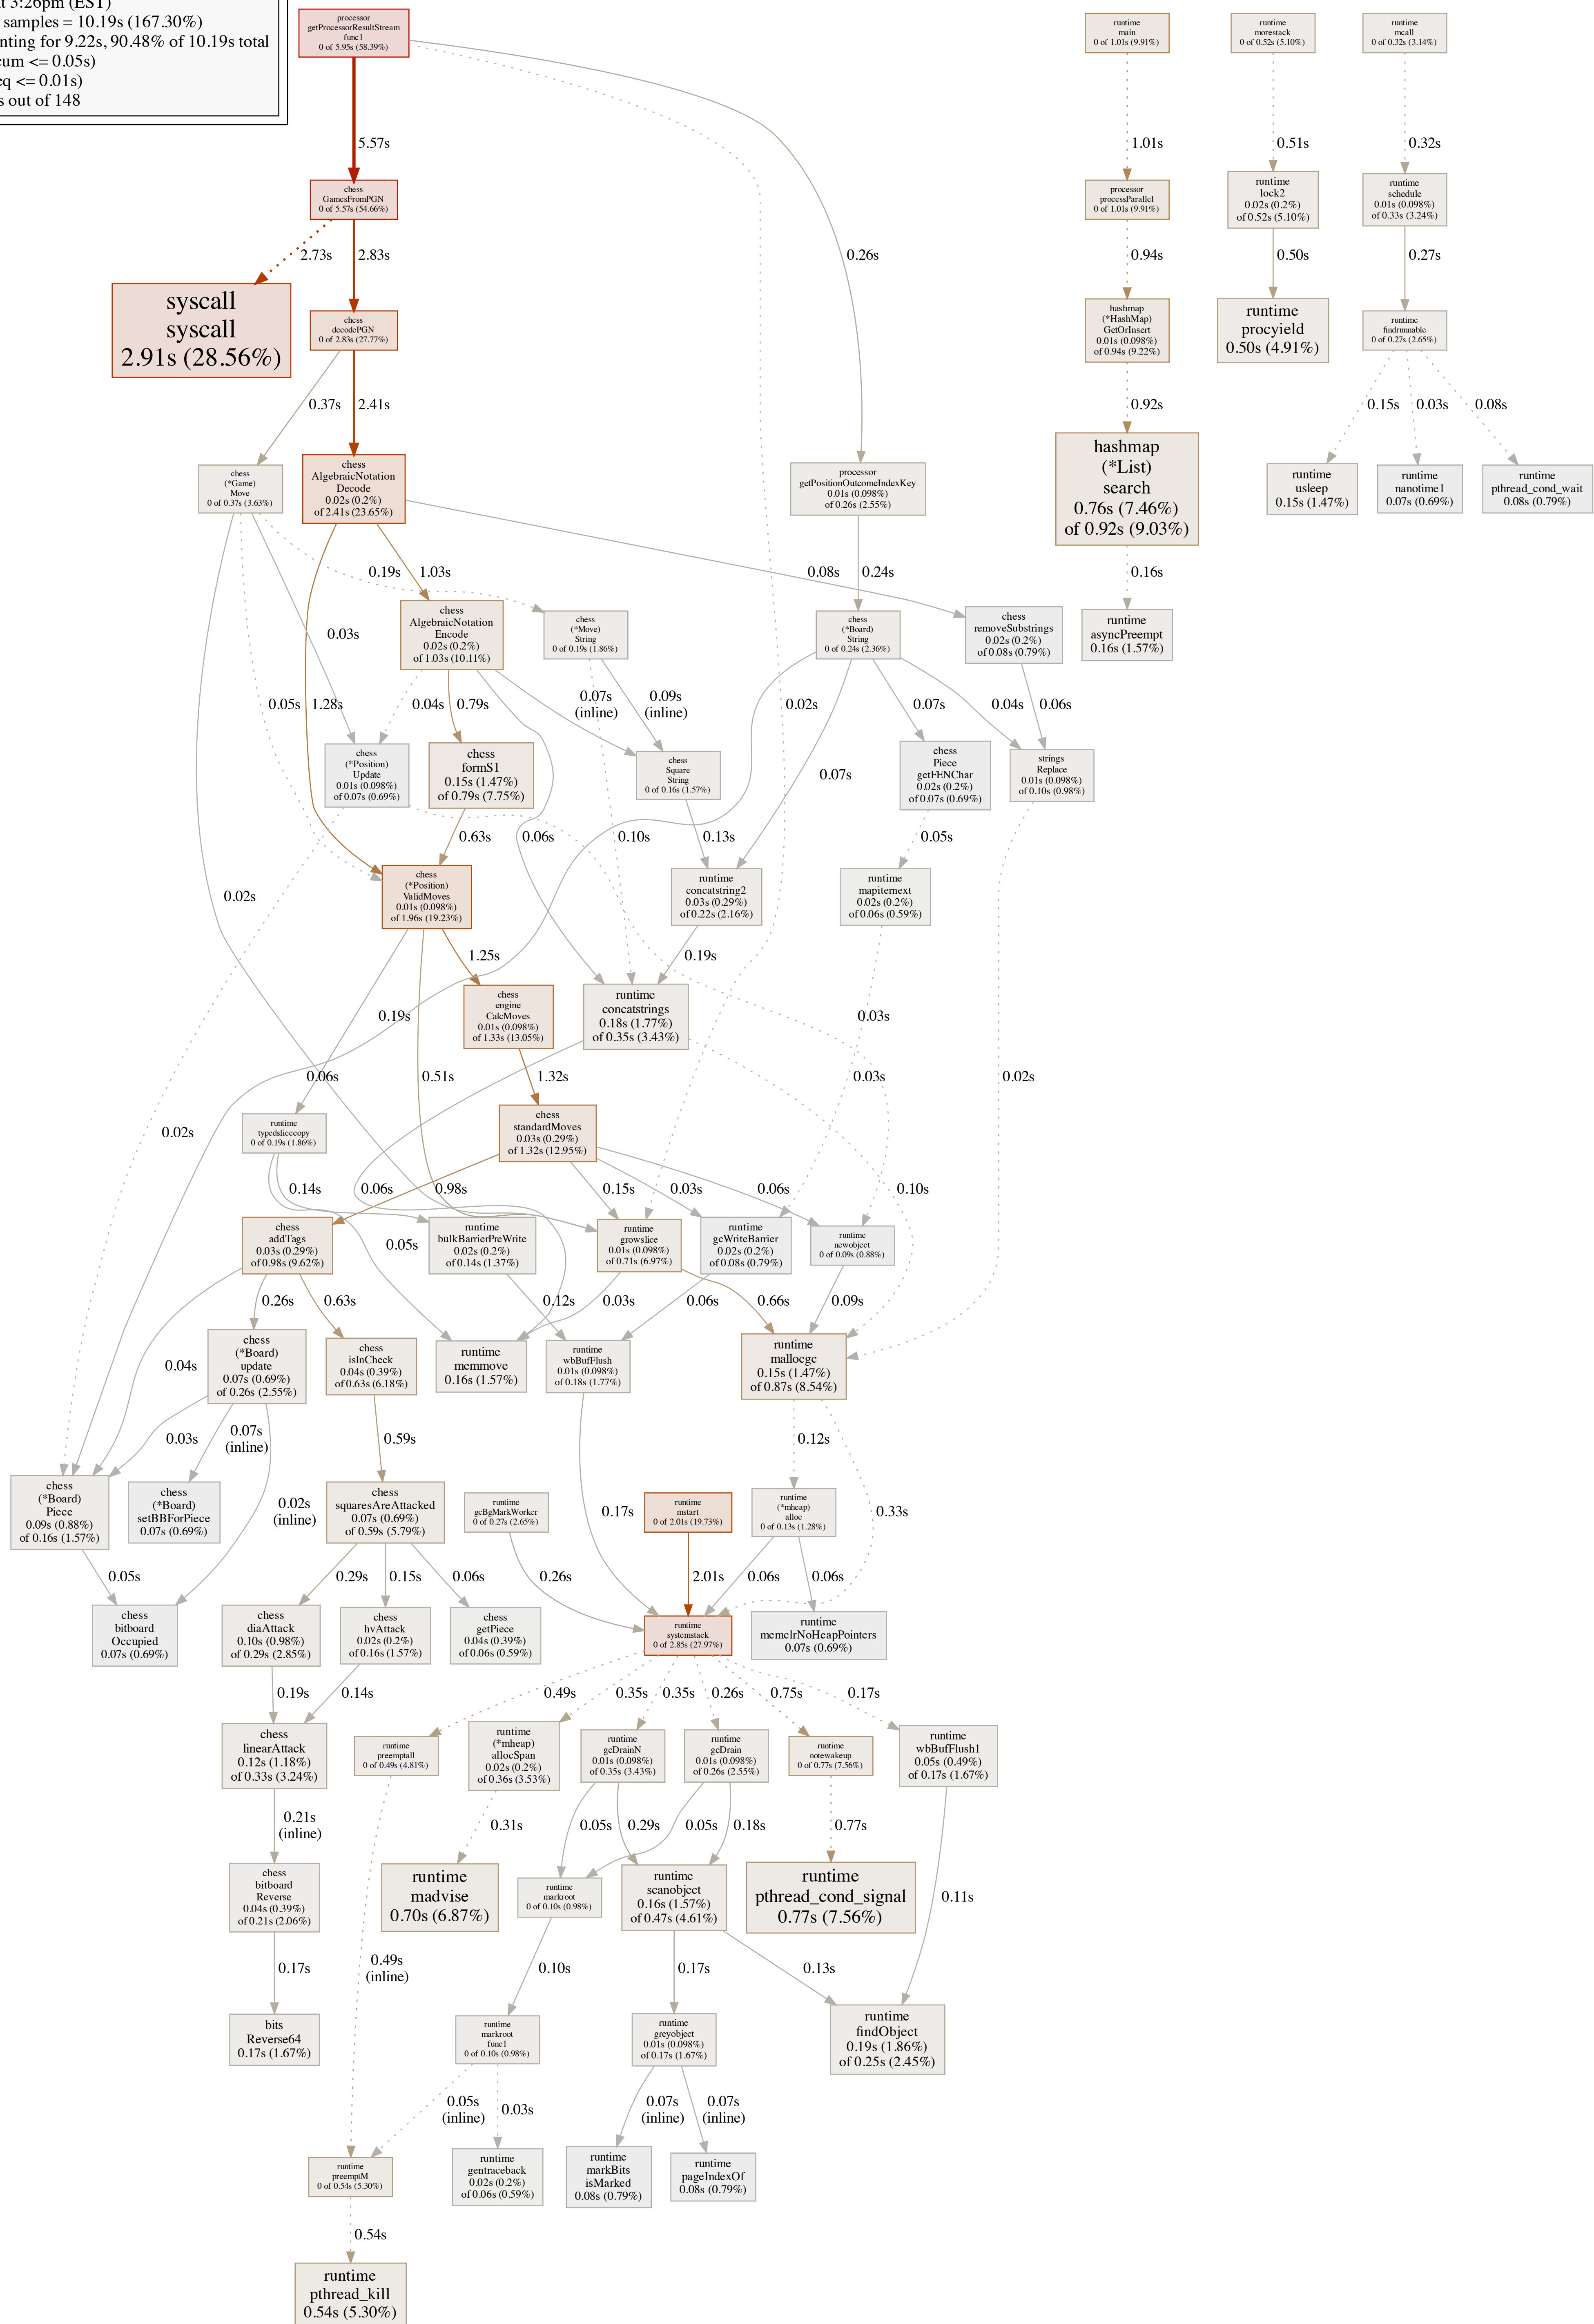 t 3:26pm (EST)
samples = 10.19s (167.30%)
nting for 9.22s, 90.48% of 10.19s total
cum <= 0.05s)
eq <= 0.01s)
s out of 148
processor
getProcessorResultStream
func1
0 of 5.95s (58.39%)
runtime
main
0 of 1.01s (9.91%)
runtime
morestack
0 of 0.52s (5.10%)
runtime
mcall
0 of 0.32s (3.14%)
5.57s
1.01s
0.51s
0.32s
chess
GamesFromPGN
0 of 5.57s (54.66%)
processor
processParallel
0 of 1.01s (9.91%)
runtime
lock2
0.02s (0.2%)
of 0.52s (5.10%)
runtime
schedule
0.01s (0.098%)
of 0.33s (3.24%)
2.73s
2.83s
0.26s
0.94s
0.50s
0.27s
syscall
syscall
2.91s (28.56%)
chess
decodePGN
0 of 2.83s (27.77%)
hashmap
(*HashMap)
GetOrInsert
0.01s (0.098%)
of 0.94s (9.22%)
runtime
procyield
0.50s (4.91%)
runtime
findrunnable
0 of 0.27s (2.65%)
0.37s
2.41s
0.92s
0.15s
0.03s
0.08s
chess
(*Game)
Move
0 of 0.37s (3.63%)
chess
AlgebraicNotation
Decode
0.02s (0.2%)
of 2.41s (23.65%)
processor
getPositionOutcomeIndexKey
0.01s (0.098%)
of 0.26s (2.55%)
hashmap
(*List)
search
0.76s (7.46%)
of 0.92s (9.03%)
runtime
usleep
0.15s (1.47%)
runtime
nanotime1
0.07s (0.69%)
runtime
pthread_cond_wait
0.08s (0.79%)
0.19s
1.03s
0.08s
0.24s
0.16s
chess
AlgebraicNotation
Encode
0.02s (0.2%)
of 1.03s (10.11%)
chess
(*Move)
String
0 of 0.19s (1.86%)
chess
(*Board)
String
0 of 0.24s (2.36%)
chess
removeSubstrings
0.02s (0.2%)
of 0.08s (0.79%)
runtime
asyncPreempt
0.16s (1.57%)
0.03s
0.05s
1.28s
0.04s
0.79s
0.07s
(inline)
0.09s
(inline)
0.02s
0.07s
0.04s
0.06s
chess
(*Position)
Update
0.01s (0.098%)
of 0.07s (0.69%)
chess
formS1
0.15s (1.47%)
of 0.79s (7.75%)
chess
Square
String
0 of 0.16s (1.57%)
0.07s
chess
Piece
getFENChar
0.02s (0.2%)
of 0.07s (0.69%)
strings
Replace
0.01s (0.098%)
of 0.10s (0.98%)
0.63s
0.06s
0.10s
0.13s
0.05s
0.02s
chess
(*Position)
ValidMoves
0.01s (0.098%)
of 1.96s (19.23%)
runtime
concatstring2
0.03s (0.29%)
of 0.22s (2.16%)
runtime
mapiternext
0.02s (0.2%)
of 0.06s (0.59%)
1.25s
0.19s
chess
engine
CalcMoves
0.01s (0.098%)
of 1.33s (13.05%)
runtime
concatstrings
0.18s (1.77%)
of 0.35s (3.43%)
0.19s
0.03s
0.06s
0.51s
1.32s
0.03s
0.02s
0.02s
runtime
typedslicecopy
0 of 0.19s (1.86%)
chess
standardMoves
0.03s (0.29%)
of 1.32s (12.95%)
0.14s
0.06s
0.98s
0.15s
0.03s
0.06s
0.10s
chess
addTags
0.03s (0.29%)
of 0.98s (9.62%)
0.05s
runtime
bulkBarrierPreWrite
0.02s (0.2%)
of 0.14s (1.37%)
runtime
growslice
0.01s (0.098%)
of 0.71s (6.97%)
runtime
gcWriteBarrier
0.02s (0.2%)
of 0.08s (0.79%)
runtime
newobject
0 of 0.09s (0.88%)
0.26s
0.63s
0.12s
0.03s
0.06s
0.66s
0.09s
0.04s
chess
(*Board)
update
0.07s (0.69%)
of 0.26s (2.55%)
chess
isInCheck
0.04s (0.39%)
of 0.63s (6.18%)
runtime
memmove
0.16s (1.57%)
runtime
wbBufFlush
0.01s (0.098%)
of 0.18s (1.77%)
runtime
mallocgc
0.15s (1.47%)
of 0.87s (8.54%)
0.03s
0.07s
(inline)
0.59s
0.12s
chess
(*Board)
Piece
0.09s (0.88%)
of 0.16s (1.57%)
chess
(*Board)
setBBForPiece
0.07s (0.69%)
0.02s
(inline)
chess
squaresAreAttacked
0.07s (0.69%)
of 0.59s (5.79%)
runtime
gcBgMarkWorker
0 of 0.27s (2.65%)
0.17s
runtime
mstart
0 of 2.01s (19.73%)
runtime
(*mheap)
alloc
0 of 0.13s (1.28%)
0.33s
0.05s
0.29s
0.15s
0.06s
0.26s
2.01s
0.06s
0.06s
chess
bitboard
Occupied
0.07s (0.69%)
chess
diaAttack
0.10s (0.98%)
of 0.29s (2.85%)
chess
hvAttack
0.02s (0.2%)
of 0.16s (1.57%)
chess
getPiece
0.04s (0.39%)
of 0.06s (0.59%)
runtime
systemstack
0 of 2.85s (27.97%)
runtime
memclrNoHeapPointers
0.07s (0.69%)
0.19s
0.14s
0.49s
0.35s
0.35s
0.26s
0.75s
0.17s
chess
linearAttack
0.12s (1.18%)
of 0.33s (3.24%)
runtime
preemptall
0 of 0.49s (4.81%)
runtime
(*mheap)
allocSpan
0.02s (0.2%)
of 0.36s (3.53%)
runtime
gcDrainN
0.01s (0.098%)
of 0.35s (3.43%)
runtime
gcDrain
0.01s (0.098%)
of 0.26s (2.55%)
runtime
notewakeup
0 of 0.77s (7.56%)
runtime
wbBufFlush1
0.05s (0.49%)
of 0.17s (1.67%)
0.21s
(inline)
0.31s
0.05s
0.29s
0.05s
0.18s
0.77s
chess
bitboard
Reverse
0.04s (0.39%)
of 0.21s (2.06%)
runtime
madvise
0.70s (6.87%)
runtime
markroot
0 of 0.10s (0.98%)
runtime
scanobject
0.16s (1.57%)
of 0.47s (4.61%)
runtime
pthread_cond_signal
0.77s (7.56%)
0.11s
0.17s
0.49s
(inline)
0.10s
0.17s
0.13s
bits
Reverse64
0.17s (1.67%)
runtime
markroot
func1
0 of 0.10s (0.98%)
runtime
greyobject
0.01s (0.098%)
of 0.17s (1.67%)
runtime
findObject
0.19s (1.86%)
of 0.25s (2.45%)
0.05s
(inline)
0.03s
0.07s
(inline)
0.07s
(inline)
runtime
preemptM
0 of 0.54s (5.30%)
runtime
gentraceback
0.02s (0.2%)
of 0.06s (0.59%)
runtime
markBits
isMarked
0.08s (0.79%)
runtime
pageIndexOf
0.08s (0.79%)
0.54s
runtime
pthread_kill
0.54s (5.30%)